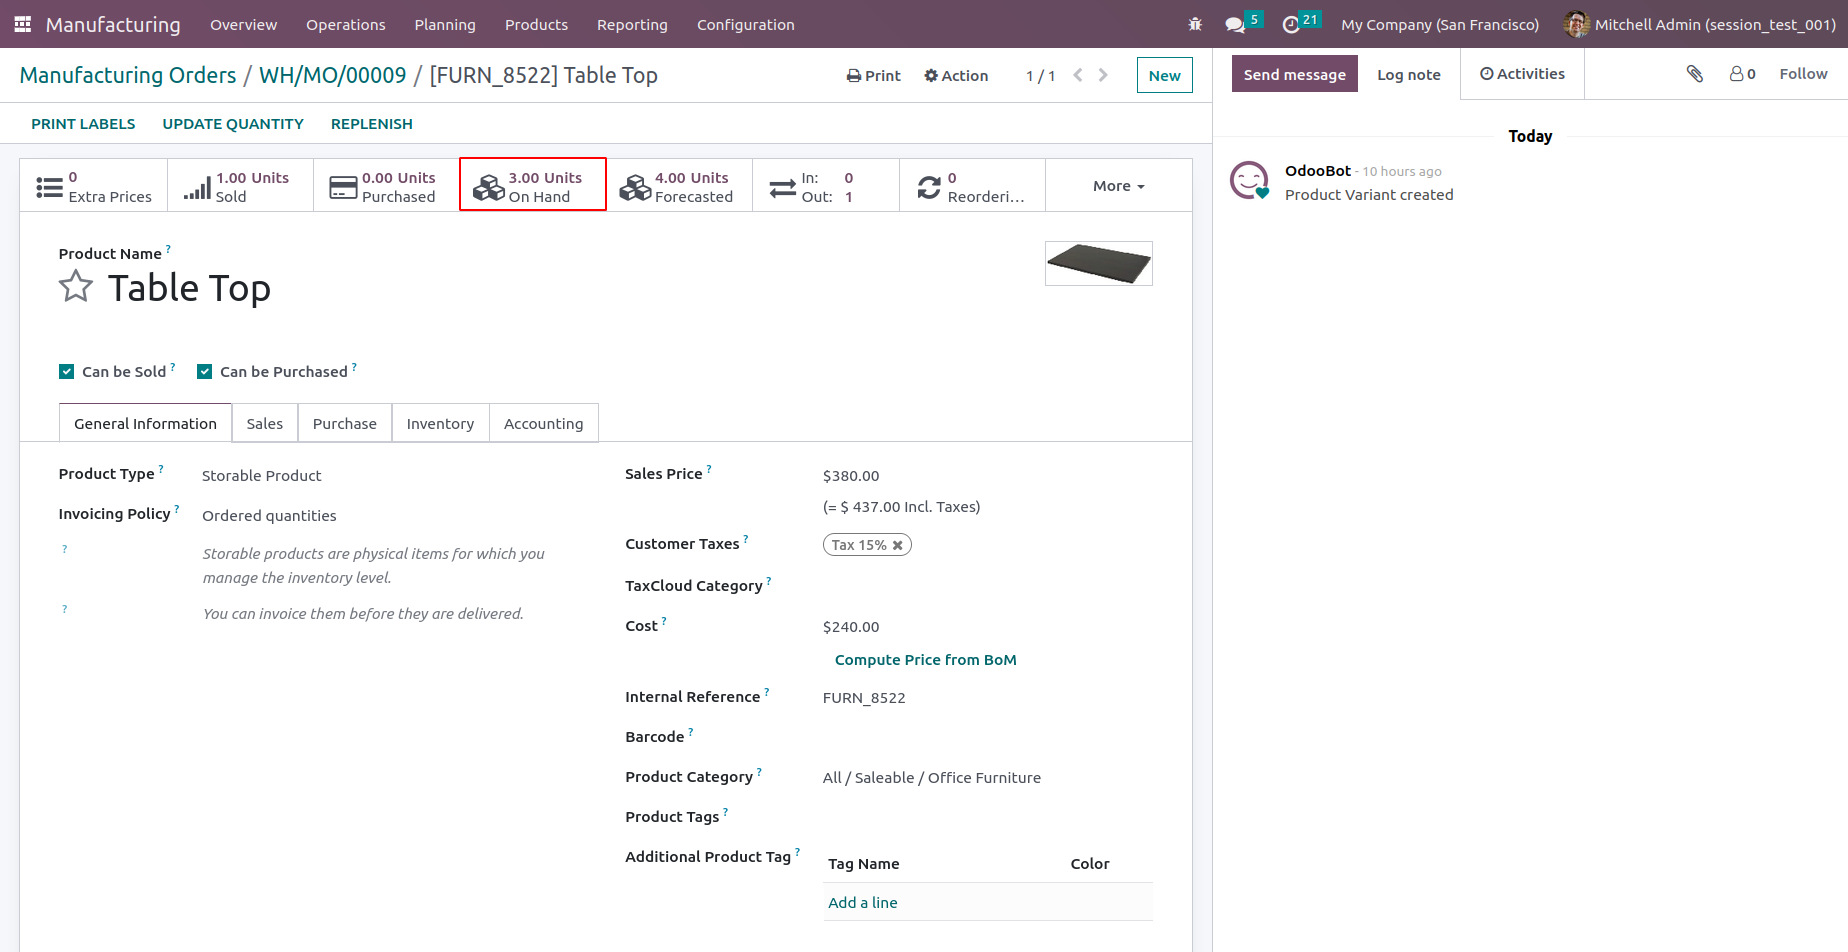 Manufacturing Overview Operations Planning Products Reporting Configuration 5 21 My Company (San Francisco) Mitchell Admin (session_test_001)
Manufacturing Orders / WH/MO/00009 / [FURN_8522] Table Top Print Action 1 / 1 New
Send message Log note Activities 0 Follow
PRINT LABELS UPDATE QUANTITY REPLENISH
Today
0 Extra Prices
1.00 Units Sold
0.00 Units Purchased
3.00 Units On Hand
4.00 Units Forecasted
In: 0
Out: 1
0 Reorderi...
More
OdooBot - 10 hours ago
Product Variant created
Product Name ?
Table Top
Can be Sold ? Can be Purchased ?
General Information Sales Purchase Inventory Accounting
Product Type ? Storable Product
Invoicing Policy ? Ordered quantities
? Storable products are physical items for which you
manage the inventory level.
? You can invoice them before they are delivered.
Sales Price ? $380.00
(= $ 437.00 Incl. Taxes)
Customer Taxes ? Tax 15%
TaxCloud Category ?
Cost ? $240.00
Compute Price from BoM
Internal Reference ? FURN_8522
Barcode ?
Product Category ? All / Saleable / Office Furniture
Product Tags ?
Additional Product Tag ? Tag Name Color
Add a line